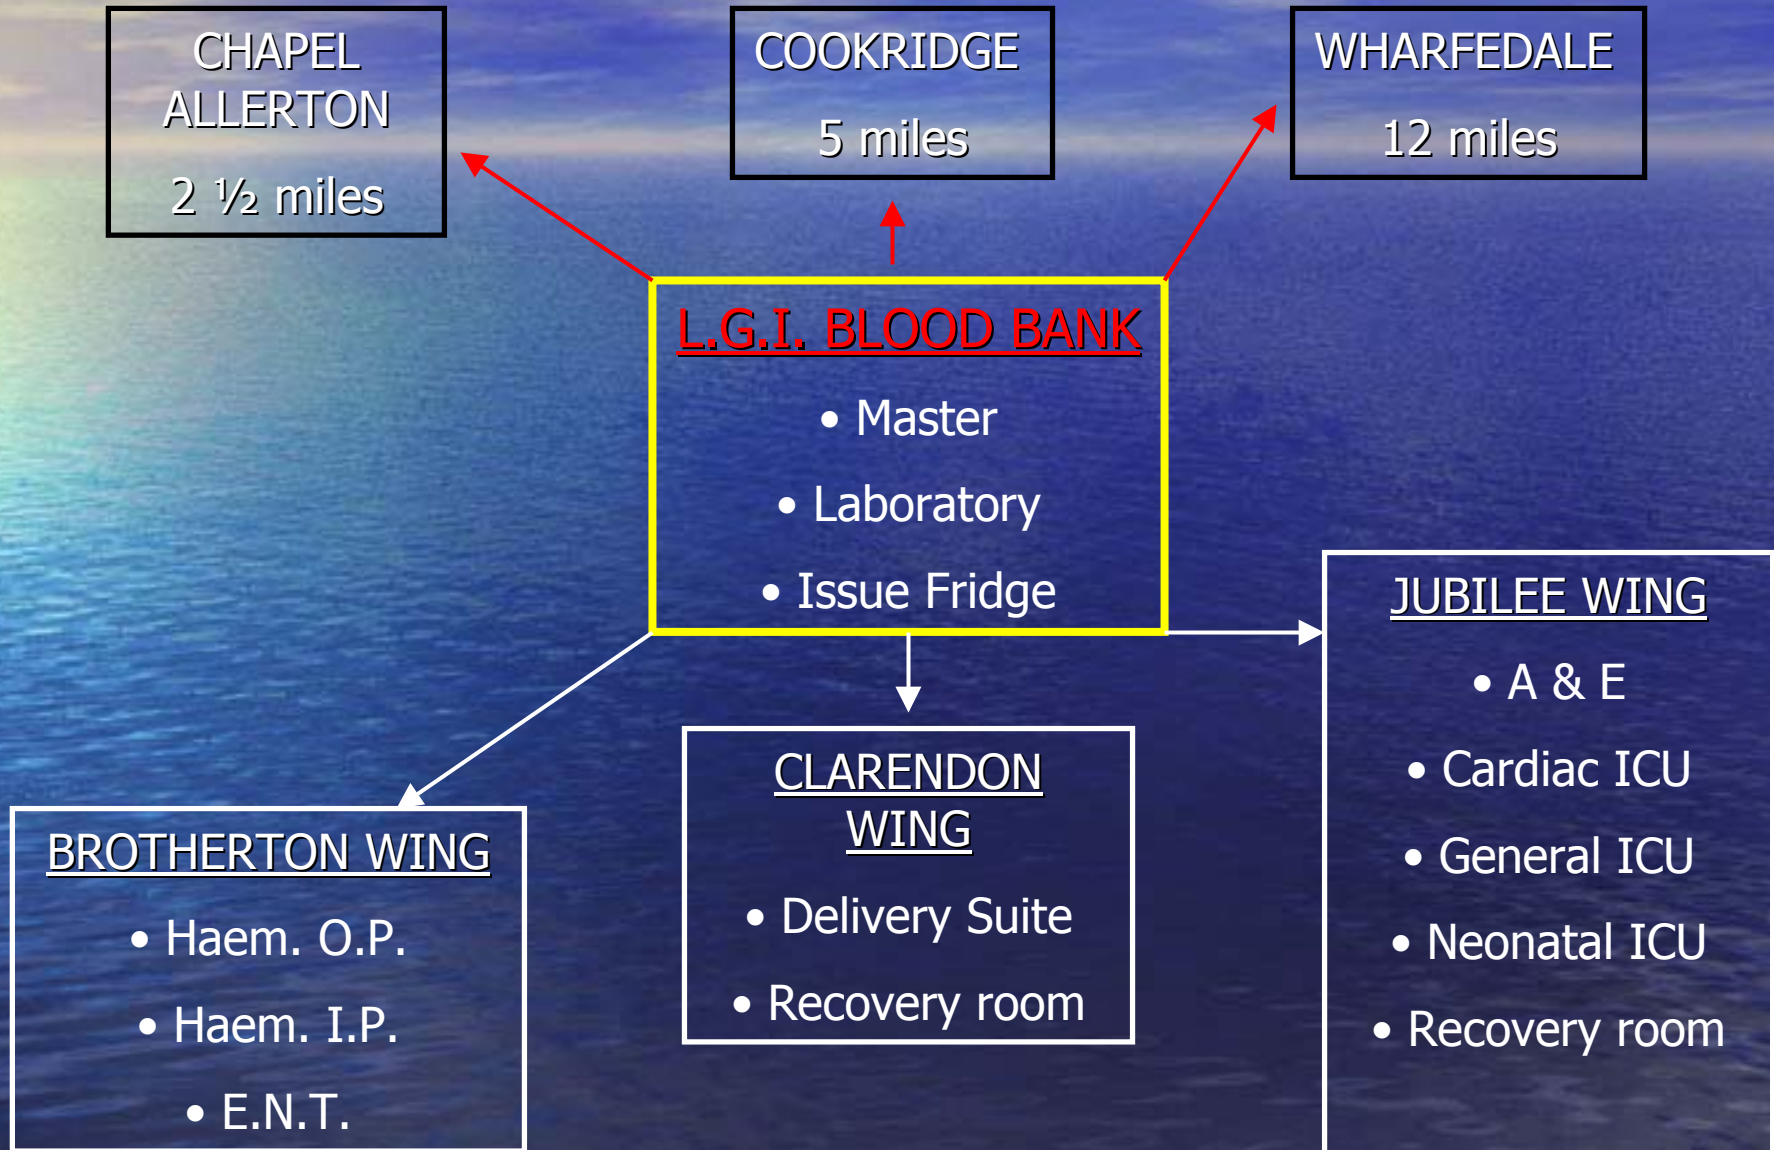 CHAPEL
ALLERTON
2 ½ miles
COOKRIDGE
5 miles
WHARFEDALE
12 miles
L.G.I. BLOOD BANK
• Master
• Laboratory
• Issue Fridge
BROTHERTON WING
• Haem. O.P.
• Haem. I.P.
• E.N.T.
CLARENDON
WING
• Delivery Suite
• Recovery room
JUBILEE WING
• A & E
• Cardiac ICU
• General ICU
• Neonatal ICU
• Recovery room